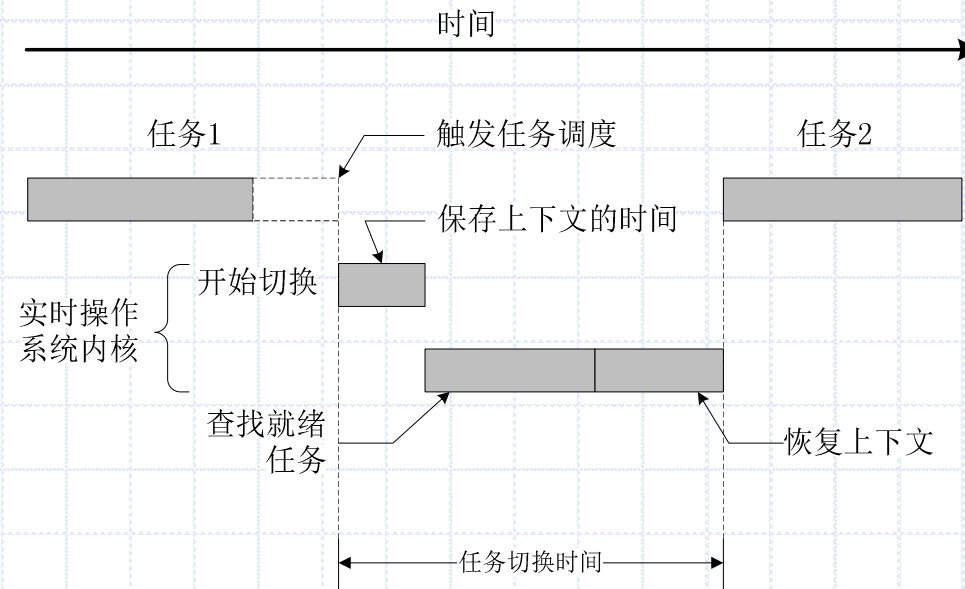 时间
任务1
触发任务调度
任务2
保存上下文的时间
开始切换
实时操作
系统内核
查找就绪
任务
恢复上下文
任务切换时间